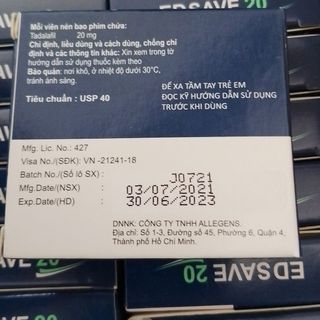 Mỗi viên nén bao phim chứa:
Tadalafil 20 mg
Chỉ định, liều dùng và cách dùng, chống chỉ
định và các thông tin khác: Xin xem trong tờ
hướng dẫn sử dụng thuốc kèm theo
Bảo quản: nơi khô, ở nhiệt độ dưới 30°C,
tránh ánh sáng.
Tiêu chuẩn : USP 40
ĐỂ XA TẦM TAY TRẺ EM
ĐỌC KỸ HƯỚNG DẪN SỬ DỤNG
TRƯỚC KHI DÙNG
Mfg. Lic. No.: 427
Visa No./(SĐK): VN -21241-18
Batch No./(Số lô SX) : J0721
Mfg.Date/(NSX) : 03/07/2021
Exp.Date/(HD) : 30/06/2023
DNNK: CÔNG TY TNHH ALLEGENS.
Địa chỉ: Số 1-3, Đường số 45, Phường 6, Quận 4,
Thành phố Hồ Chí Minh.
EDSAVE 20
EDSAVE 20